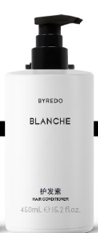 BYREDO
BLANCHE
护发素
HAIR CONDITIONER
450mL e 15.2 fl.oz.